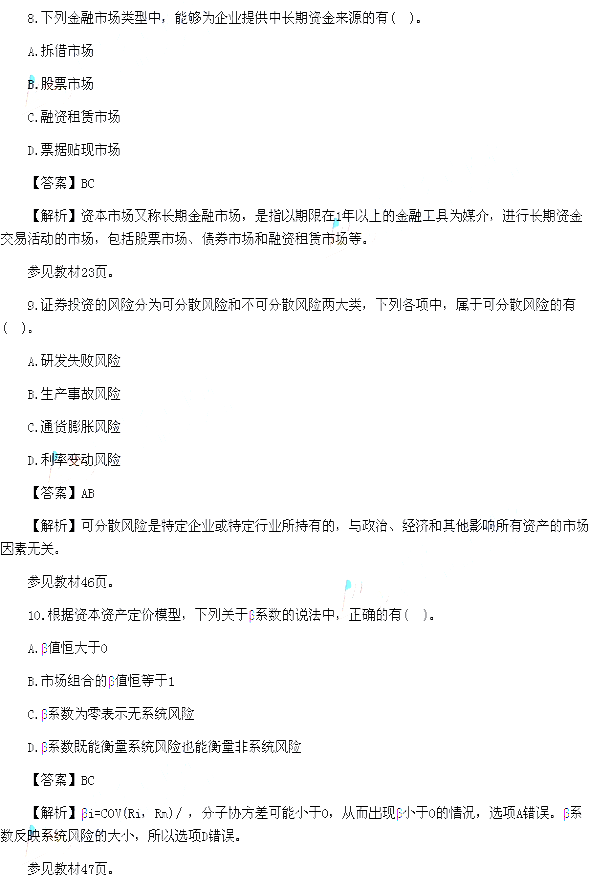 8.下列金融市场类型中，能够为企业提供中长期资金来源的有(　)。
A.拆借市场
B.股票市场
C.融资租赁市场
D.票据贴现市场
【答案】BC
【解析】资本市场又称长期金融市场，是指以期限在1年以上的金融工具为媒介，进行长期资金
交易活动的市场，包括股票市场、债券市场和融资租赁市场等。
参见教材23页。
9.证券投资的风险分为可分散风险和不可分散风险两大类，下列各项中，属于可分散风险的有
(　)。
A.研发失败风险
B.生产事故风险
C.通货膨胀风险
D.利率变动风险
【答案】AB
【解析】可分散风险是特定企业或特定行业所持有的，与政治、经济和其他影响所有资产的市场
因素无关。
参见教材46页。
10.根据资本资产定价模型，下列关于β系数的说法中，正确的有(　)。
A.β值恒大于0
B.市场组合的β值恒等于1
C.β系数为零表示无系统风险
D.β系数既能衡量系统风险也能衡量非系统风险
【答案】BC
【解析】βi=COV(Ri，Rm)/ ，分子协方差可能小于0，从而出现β小于0的情况，选项A错误。β系
数反映系统风险的大小，所以选项D错误。
参见教材47页。